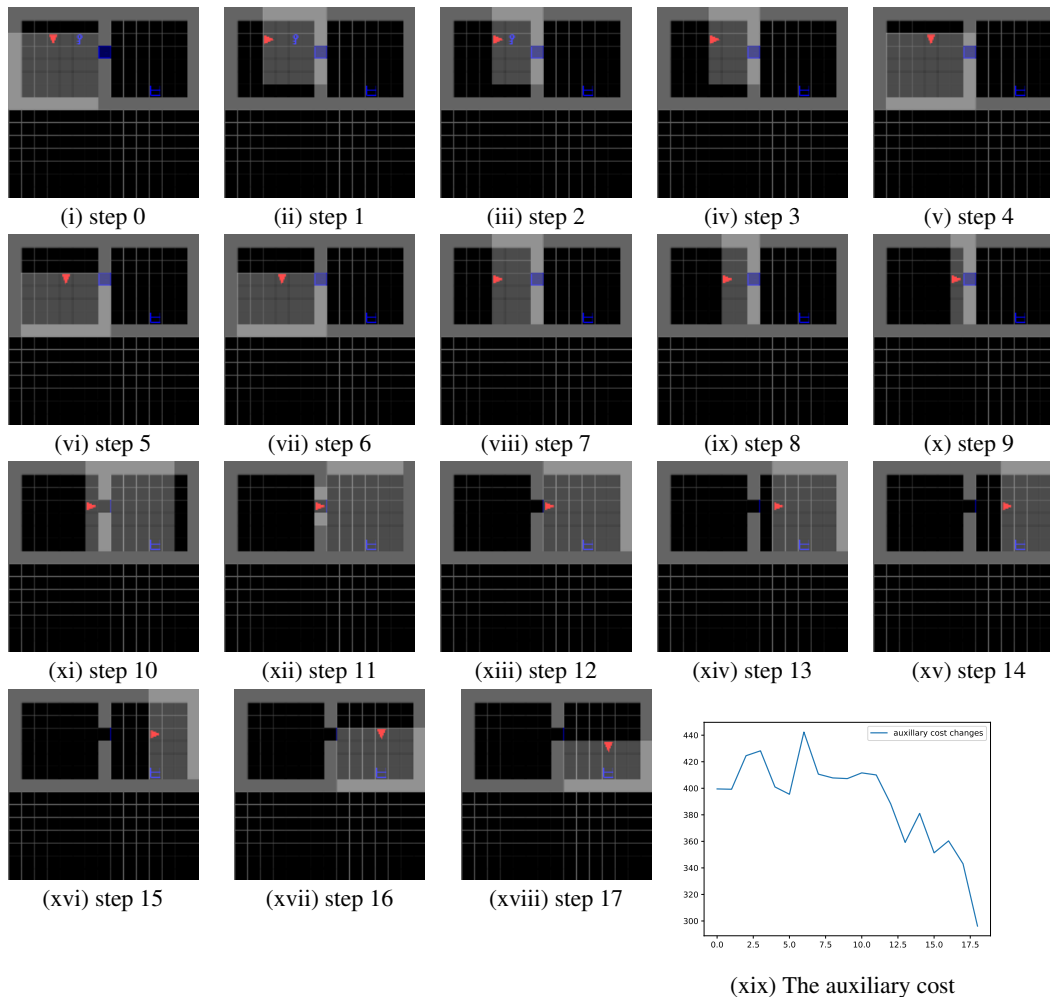 (i) step 0 (ii) step 1 (iii) step 2 (iv) step 3 (v) step 4
(vi) step 5 (vii) step 6 (viii) step 7 (ix) step 8 (x) step 9
(xi) step 10 (xii) step 11 (xiii) step 12 (xiv) step 13 (xv) step 14
auxillary cost changes
440
420
400
380
360
340
320
300
0.0 2.5 5.0 7.5 10.0 12.5 15.0 17.5
(xvi) step 15 (xvii) step 16 (xviii) step 17
(xix) The auxiliary cost